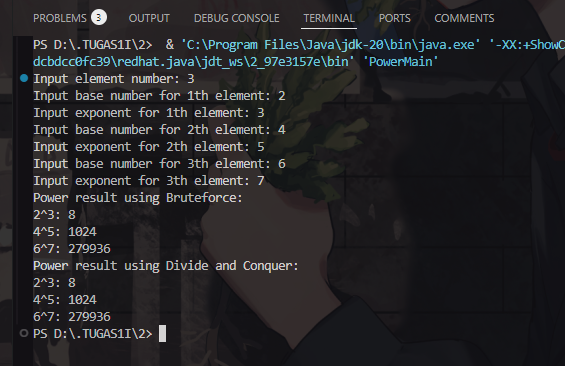 PROBLEMS 3 OUTPUT DEBUG CONSOLE TERMINAL PORTS COMMENTS
PS D:\.TUGAS1I\2>  & 'C:\Program Files\Java\jdk-20\bin\java.exe' '-XX:+ShowC
dcbdcc0fc39\redhat.java\jdt_ws\2_97e3157e\bin' 'PowerMain'
Input element number: 3
Input base number for 1th element: 2
Input exponent for 1th element: 3
Input base number for 2th element: 4
Input exponent for 2th element: 5
Input base number for 3th element: 6
Input exponent for 3th element: 7
Power result using Bruteforce:
2^3: 8
4^5: 1024
6^7: 279936
Power result using Divide and Conquer:
2^3: 8
4^5: 1024
6^7: 279936
PS D:\.TUGAS1I\2>